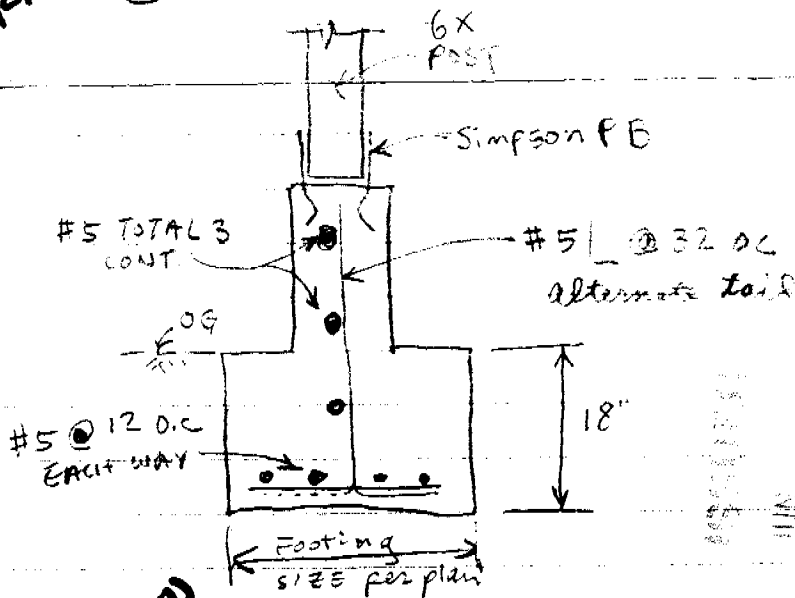 6X
POST
Simpson PB
#5 TOTAL 3
CONT.
#5 L @ 32 OC
alternate tail
OG
18"
#5 @ 12 O.C
EACH WAY
Footing
SIZE per plan